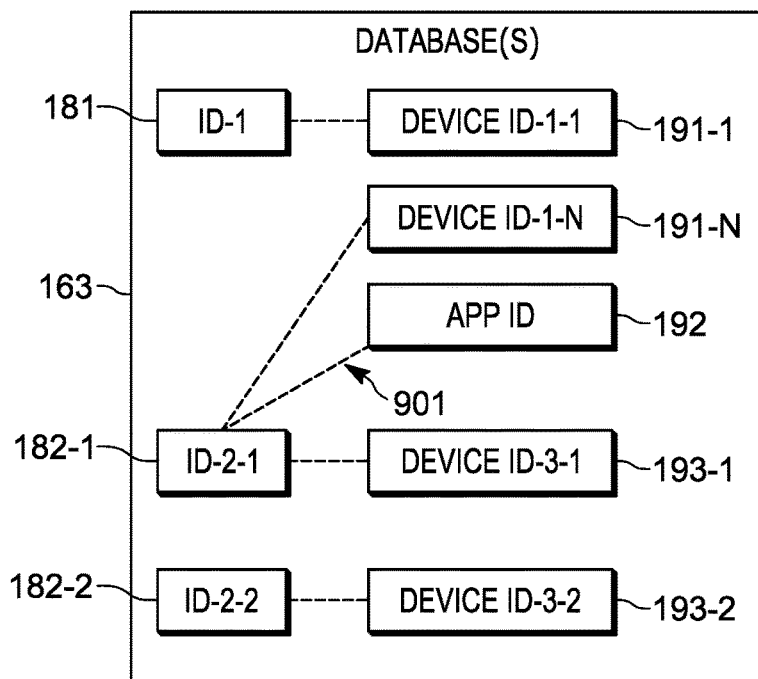 DATABASE(S)
181 ID-1 DEVICE ID-1-1 191-1
DEVICE ID-1-N 191-N
163
APP ID 192
901
182-1 ID-2-1 DEVICE ID-3-1 193-1
182-2 ID-2-2 DEVICE ID-3-2 193-2